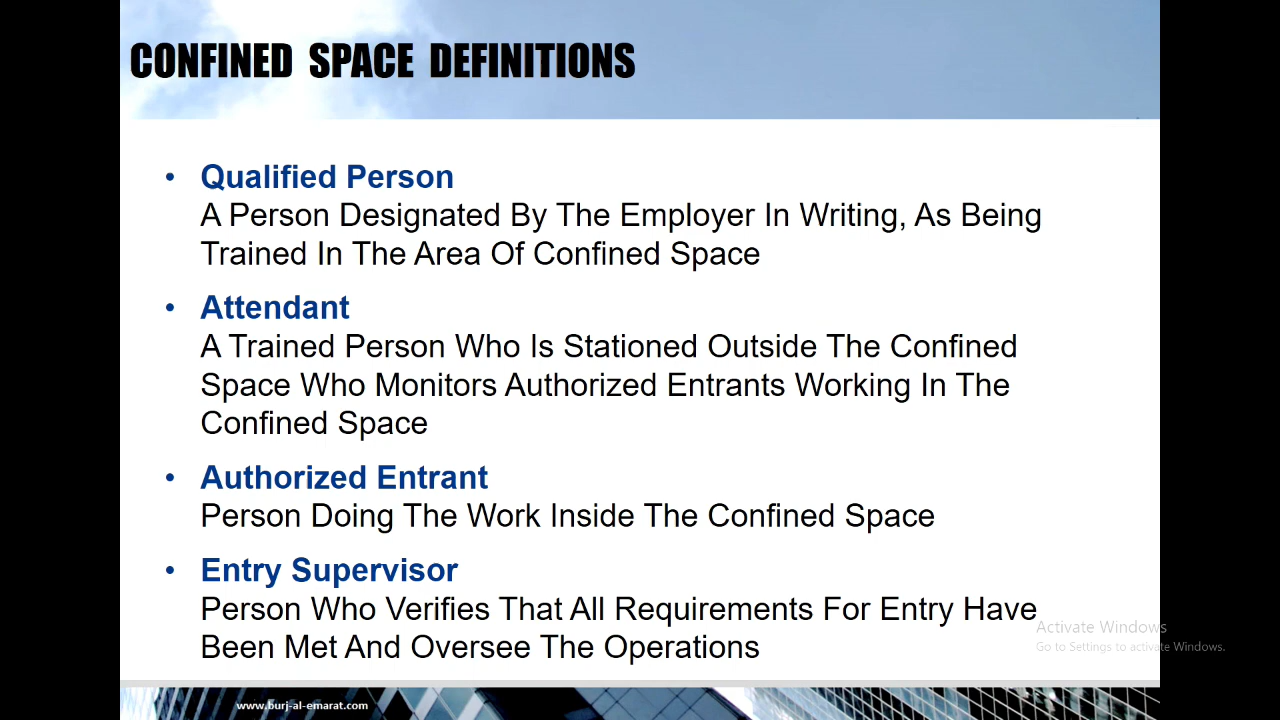 CONFINED SPACE DEFINITIONS
• Qualified Person
A Person Designated By The Employer In Writing, As Being
Trained In The Area Of Confined Space
• Attendant
A Trained Person Who Is Stationed Outside The Confined
Space Who Monitors Authorized Entrants Working In The
Confined Space
• Authorized Entrant
Person Doing The Work Inside The Confined Space
• Entry Supervisor
Person Who Verifies That All Requirements For Entry Have
Been Met And Oversee The Operations
Activate Windows
Go to Settings to activate Windows.
www.burj-al-emarat.com